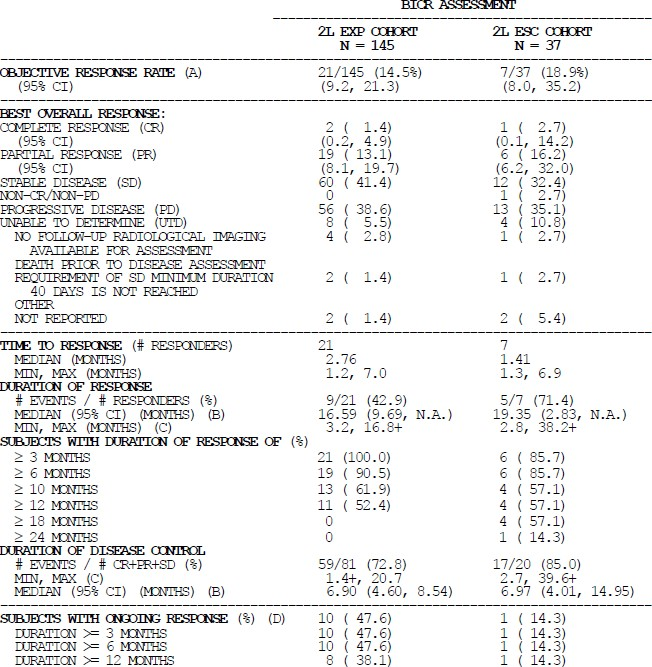 BICR ASSESSMENT
2L EXP COHORT 2L ESC COHORT
N = 145 N = 37
OBJECTIVE RESPONSE RATE (A) 21/145 (14.5%) 7/37 (18.9%)
(95% CI) (9.2, 21.3) (8.0, 35.2)
BEST OVERALL RESPONSE:
COMPLETE RESPONSE (CR) 2 ( 1.4) 1 ( 2.7)
(95% CI) (0.2, 4.9) (0.1, 14.2)
PARTIAL RESPONSE (PR) 19 ( 13.1) 6 ( 16.2)
(95% CI) (8.1, 19.7) (6.2, 32.0)
STABLE DISEASE (SD) 60 ( 41.4) 12 ( 32.4)
NON-CR/NON-PD 0 1 ( 2.7)
PROGRESSIVE DISEASE (PD) 56 ( 38.6) 13 ( 35.1)
UNABLE TO DETERMINE (UTD) 8 ( 5.5) 4 ( 10.8)
NO FOLLOW-UP RADIOLOGICAL IMAGING 4 ( 2.8) 1 ( 2.7)
AVAILABLE FOR ASSESSMENT
DEATH PRIOR TO DISEASE ASSESSMENT
REQUIREMENT OF SD MINIMUM DURATION 2 ( 1.4) 1 ( 2.7)
40 DAYS IS NOT REACHED
OTHER
NOT REPORTED 2 ( 1.4) 2 ( 5.4)
TIME TO RESPONSE (# RESPONDERS) 21 7
MEDIAN (MONTHS) 2.76 1.41
MIN, MAX (MONTHS) 1.2, 7.0 1.3, 6.9
DURATION OF RESPONSE
# EVENTS / # RESPONDERS (%) 9/21 (42.9) 5/7 (71.4)
MEDIAN (95% CI) (MONTHS) (B) 16.59 (9.69, N.A.) 19.35 (2.83, N.A.)
MIN, MAX (MONTHS) (C) 3.2, 16.8+ 2.8, 38.2+
SUBJECTS WITH DURATION OF RESPONSE OF (%)
≥ 3 MONTHS 21 (100.0) 6 ( 85.7)
≥ 6 MONTHS 19 ( 90.5) 6 ( 85.7)
≥ 10 MONTHS 13 ( 61.9) 4 ( 57.1)
≥ 12 MONTHS 11 ( 52.4) 4 ( 57.1)
≥ 18 MONTHS 0 4 ( 57.1)
≥ 24 MONTHS 0 1 ( 14.3)
DURATION OF DISEASE CONTROL
# EVENTS / # CR+PR+SD (%) 59/81 (72.8) 17/20 (85.0)
MIN, MAX (C) 1.4+, 20.7 2.7, 39.6+
MEDIAN (95% CI) (MONTHS) (B) 6.90 (4.60, 8.54) 6.97 (4.01, 14.95)
SUBJECTS WITH ONGOING RESPONSE (%) (D) 10 ( 47.6) 1 ( 14.3)
DURATION >= 3 MONTHS 10 ( 47.6) 1 ( 14.3)
DURATION >= 6 MONTHS 10 ( 47.6) 1 ( 14.3)
DURATION >= 12 MONTHS 8 ( 38.1) 1 ( 14.3)